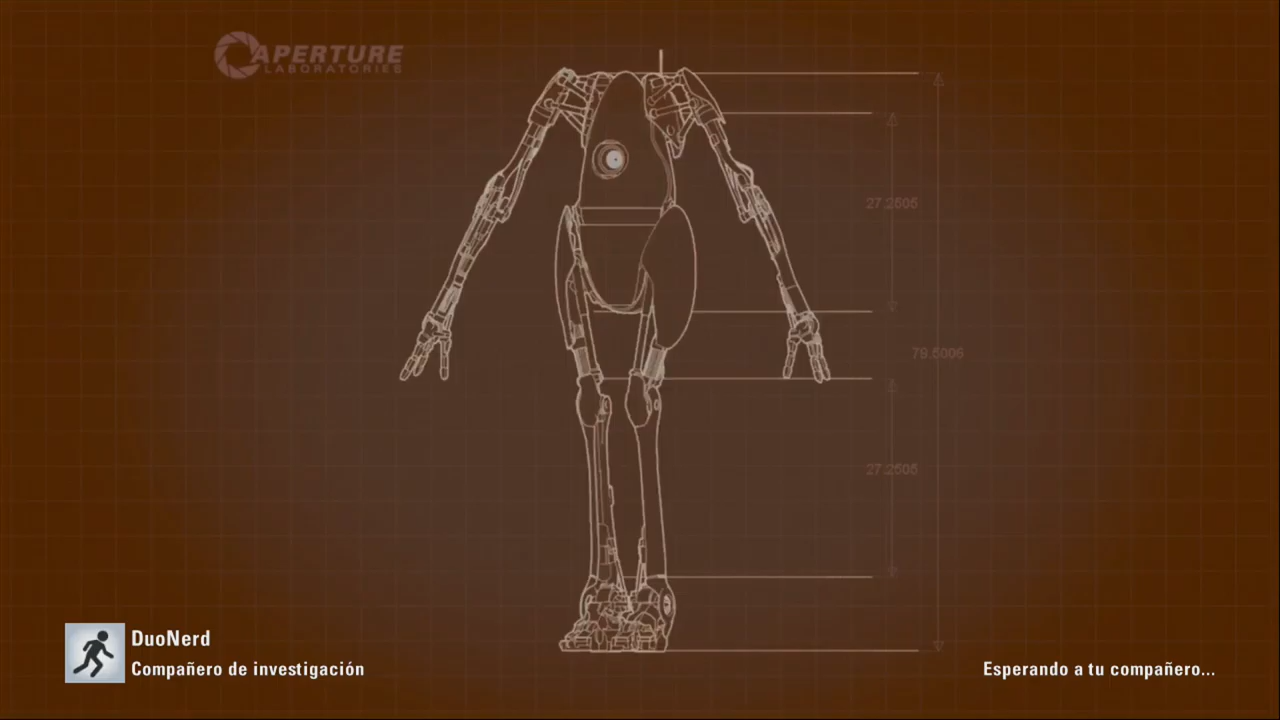 APERTURE
LABORATORIES
27.2505
79.5006
27.2505
DuoNerd
Compañero de investigación
Esperando a tu compañero...